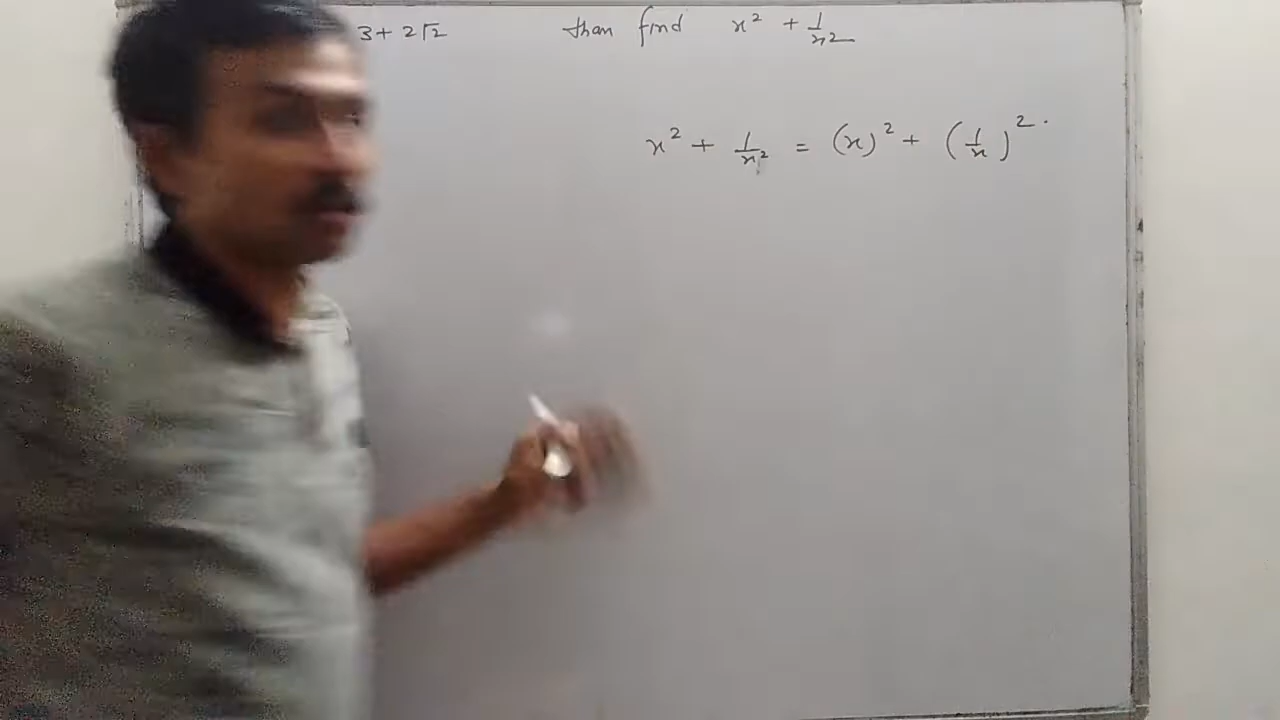 3 + 2√2 than find x² + 1/x²
x² + 1/x² = (x)² + (1/x)².